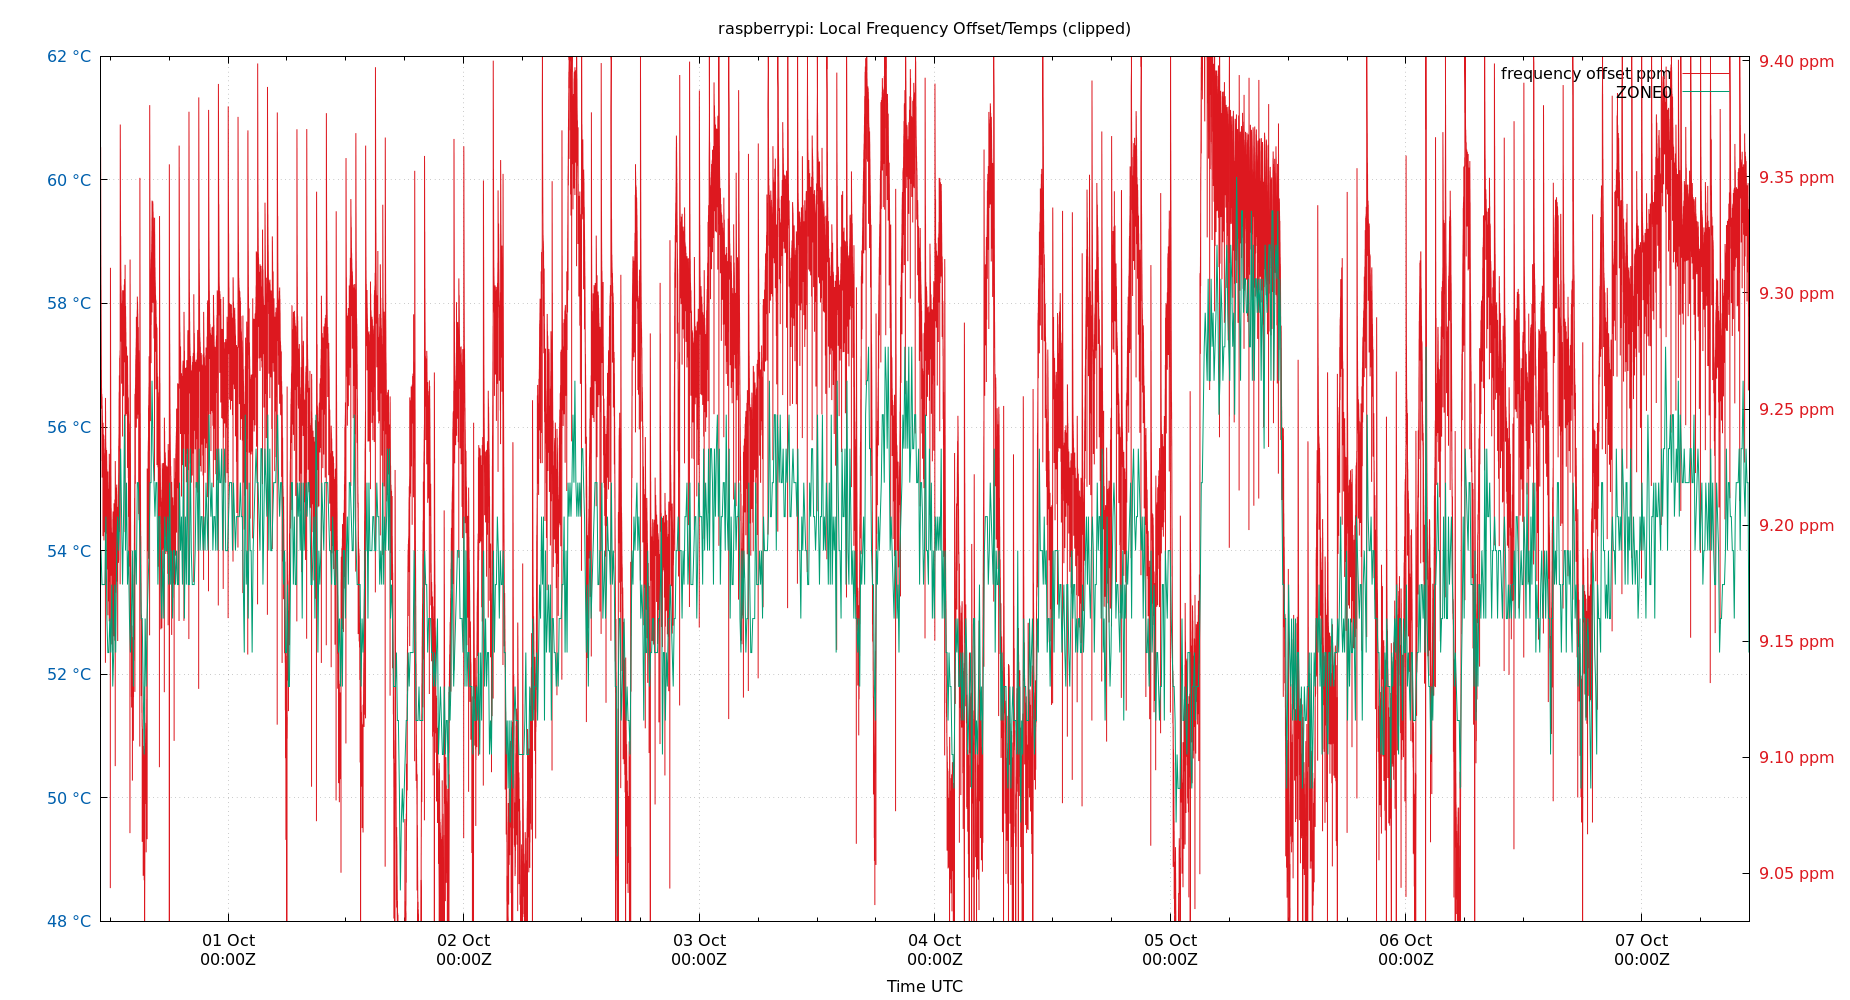 raspberrypi: Local Frequency Offset/Temps (clipped)
62 °C
60 °C
58 °C
56 °C
54 °C
52 °C
50 °C
48 °C
9.40 ppm
9.35 ppm
9.30 ppm
9.25 ppm
9.20 ppm
9.15 ppm
9.10 ppm
9.05 ppm
frequency offset ppm
ZONE0
01 Oct
00:00Z
02 Oct
00:00Z
03 Oct
00:00Z
04 Oct
00:00Z
05 Oct
00:00Z
06 Oct
00:00Z
07 Oct
00:00Z
Time UTC